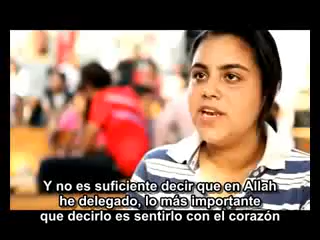 Y no es suficiente decir que en Allah
he delegado, lo más importante
que decirlo es sentirlo con el corazón